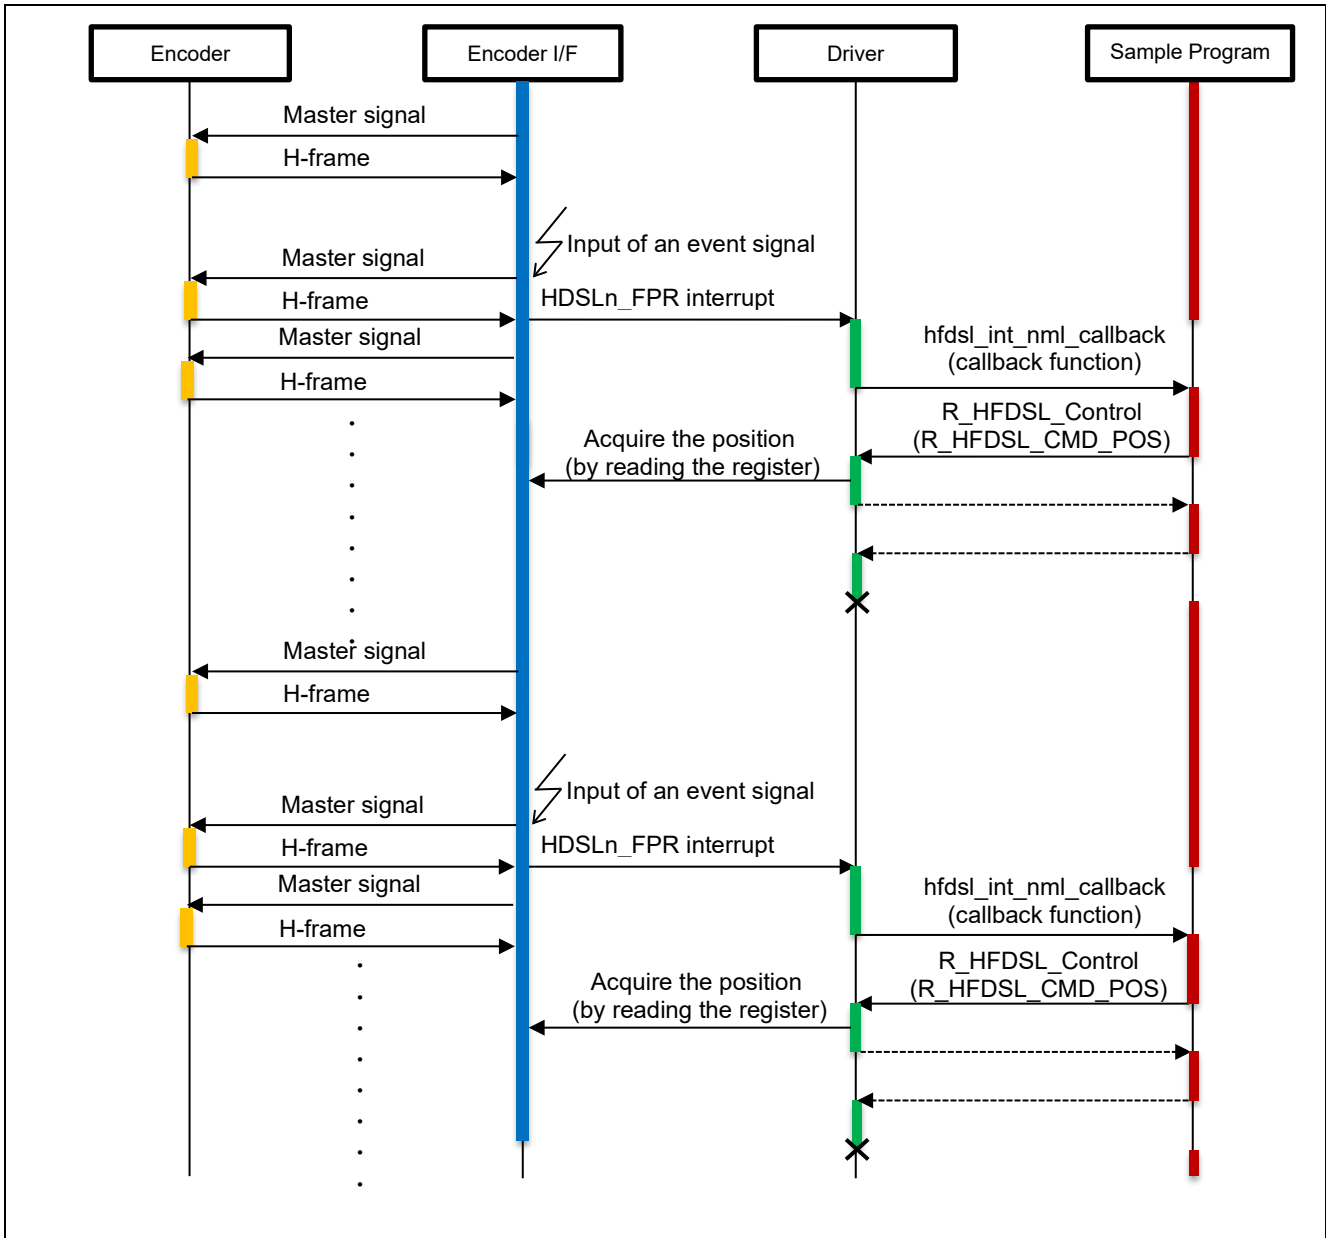 Encoder
Encoder I/F
Driver
Sample Program
Master signal
H-frame
Input of an event signal
Master signal
H-frame
HDSLn_FPR interrupt
Master signal
hfdsl_int_nml_callback
(callback function)
H-frame
R_HFDSL_Control
(R_HFDSL_CMD_POS)
Acquire the position
(by reading the register)
Master signal
H-frame
Input of an event signal
Master signal
H-frame
HDSLn_FPR interrupt
Master signal
hfdsl_int_nml_callback
(callback function)
H-frame
R_HFDSL_Control
(R_HFDSL_CMD_POS)
Acquire the position
(by reading the register)